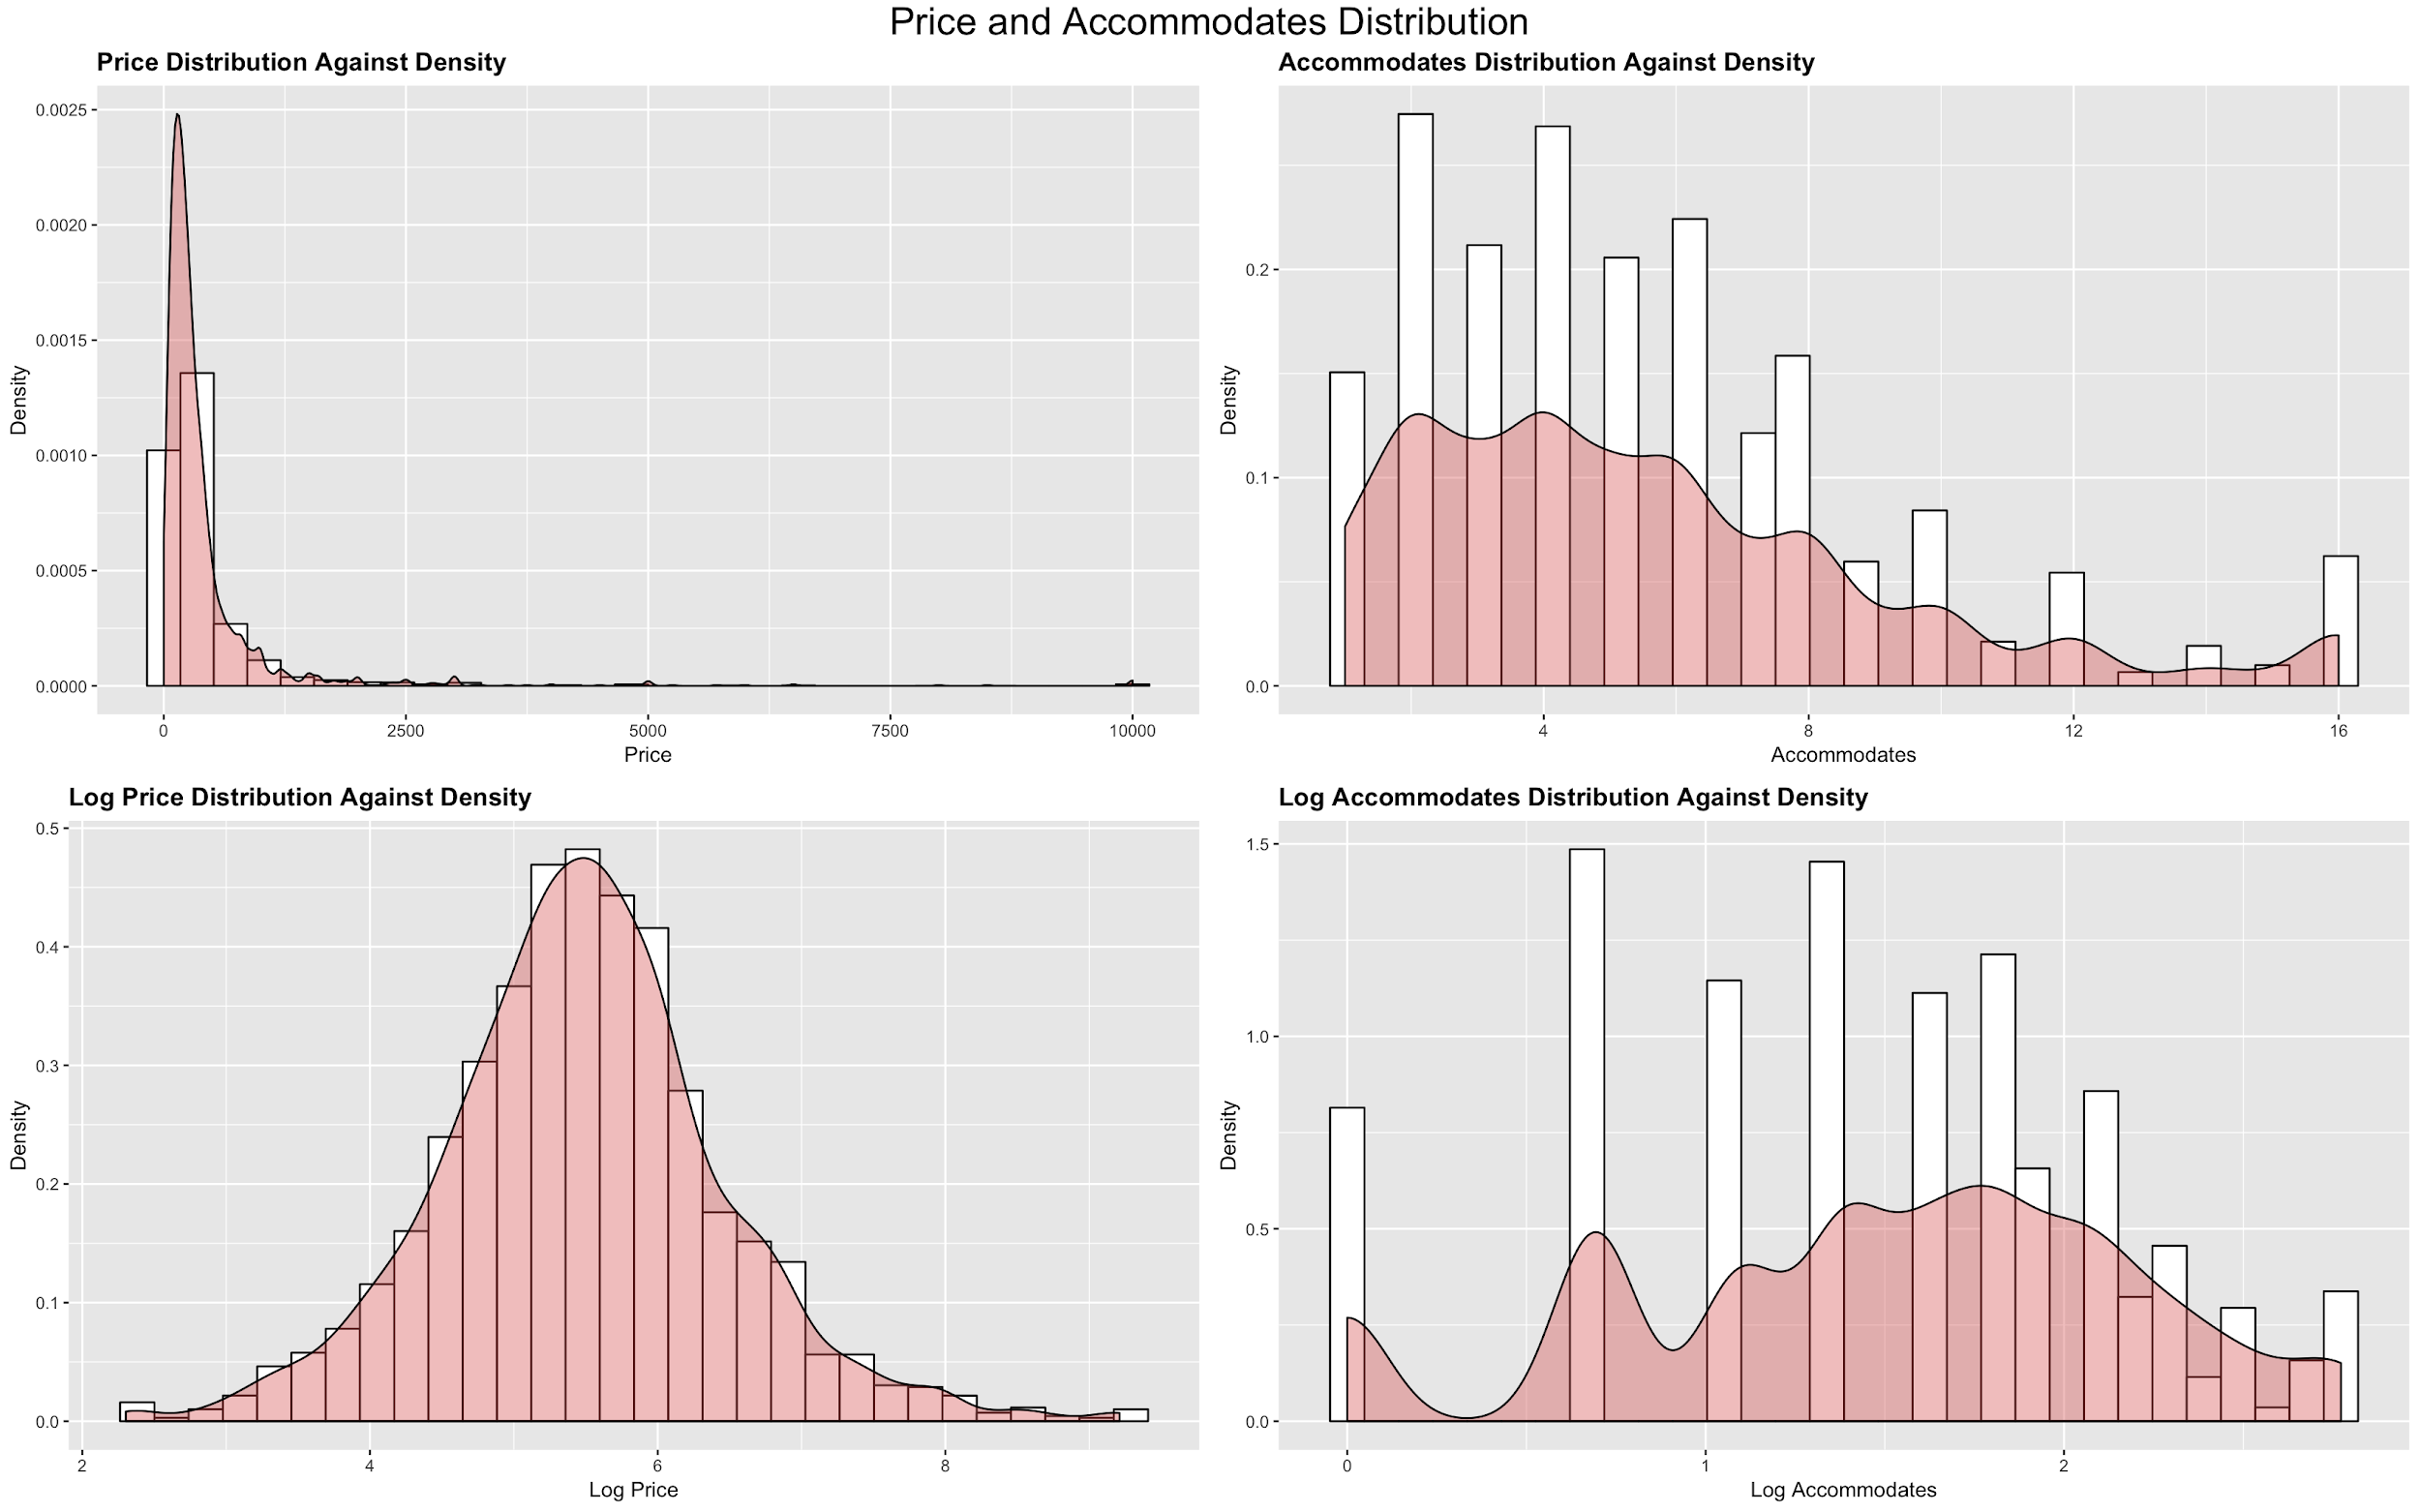 Price and Accommodates Distribution
Price Distribution Against Density
Density
0.0025
0.0020
0.0015
0.0010
0.0005
0.0000
0 2500 5000 7500 10000
Price
Accommodates Distribution Against Density
Density
0.2
0.1
0.0
4 8 12 16
Accommodates
Log Price Distribution Against Density
Density
0.5
0.4
0.3
0.2
0.1
0.0
2 4 6 8
Log Price
Log Accommodates Distribution Against Density
Density
1.5
1.0
0.5
0.0
0 1 2
Log Accommodates